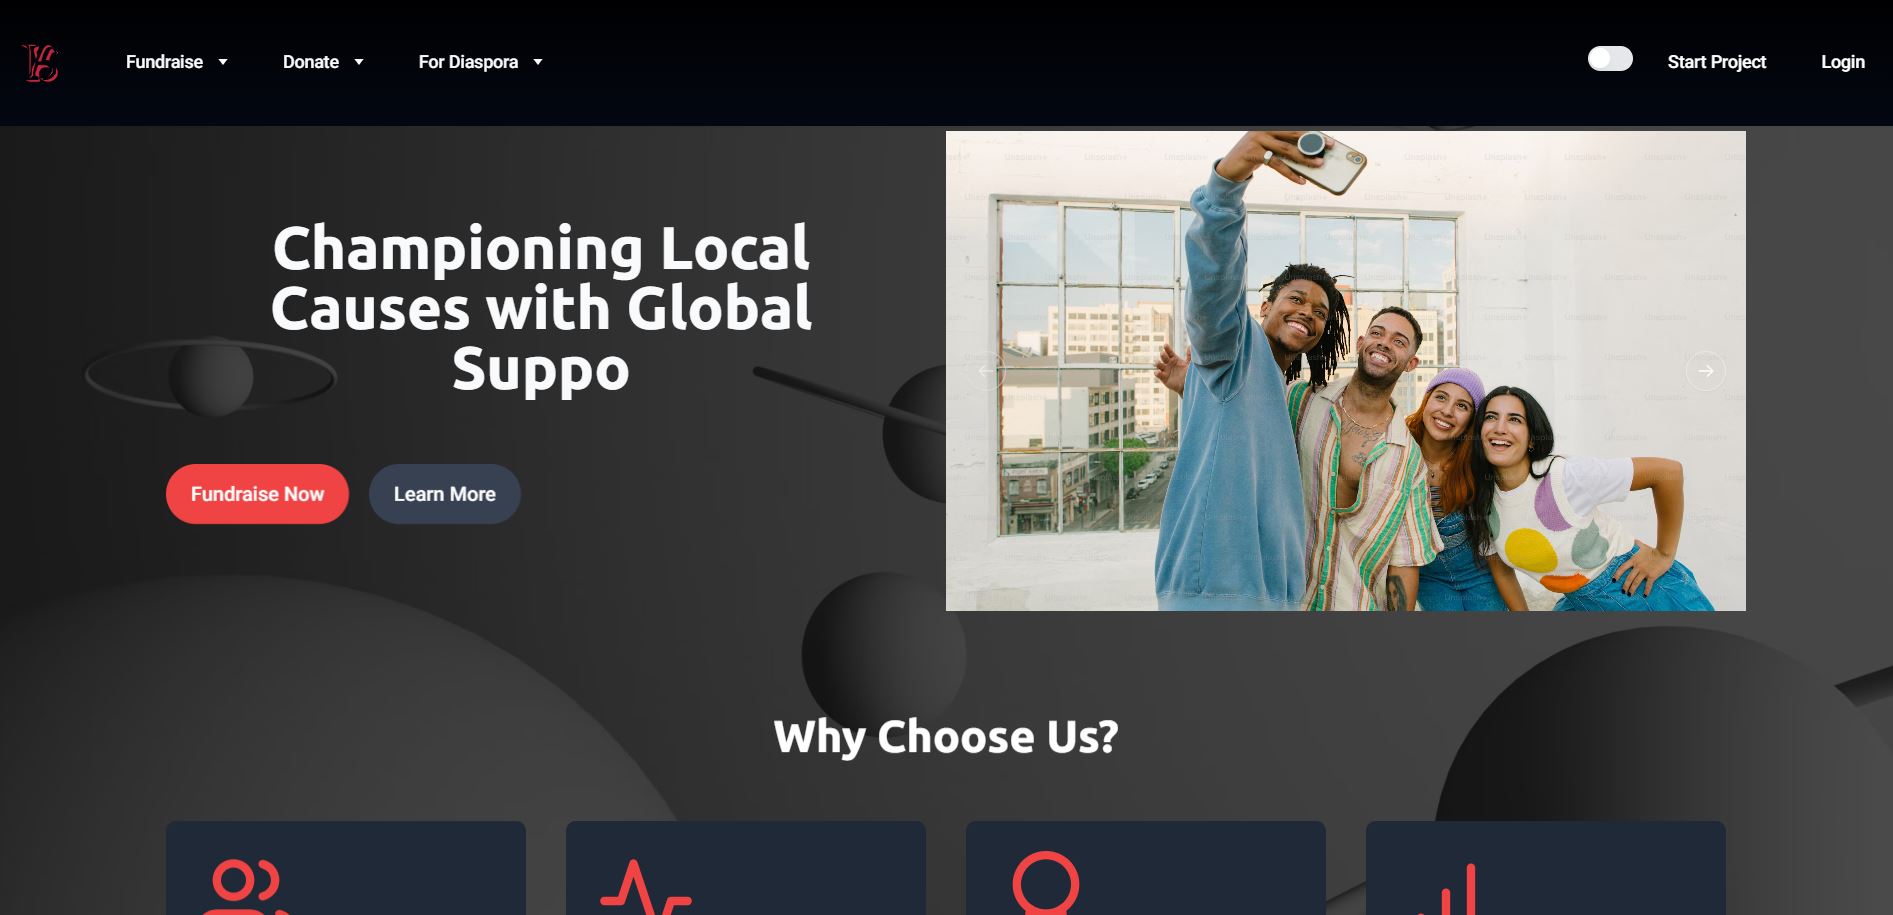 Fundraise
Donate
For Diaspora
Start Project
Login
Championing Local
Causes with Global
Suppo
Fundraise Now
Learn More
Unsplash+
Why Choose Us?